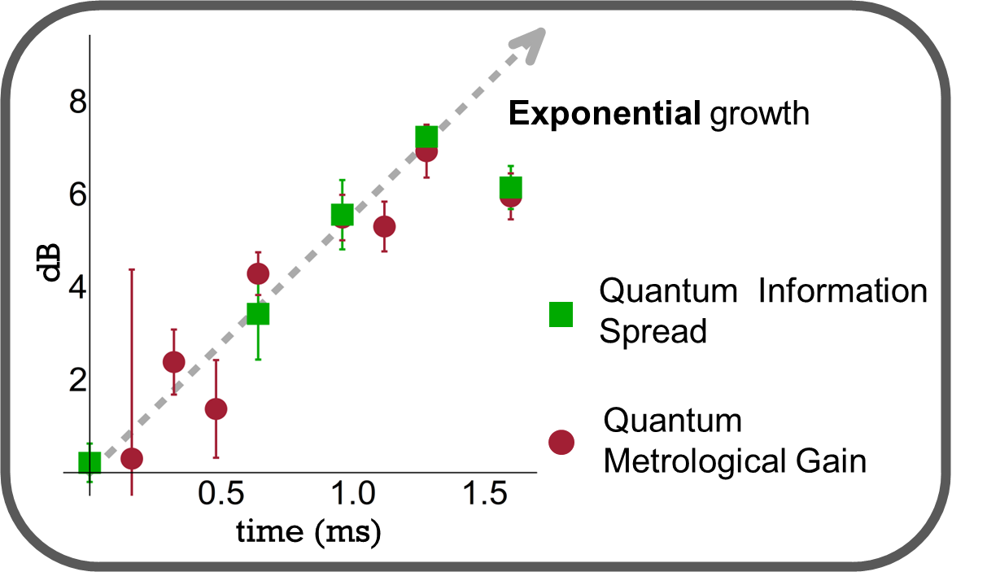 8
Exponential growth
6
dB
4
Quantum Information
Spread
2
Quantum
Metrological Gain
0.5 1.0 1.5
time (ms)